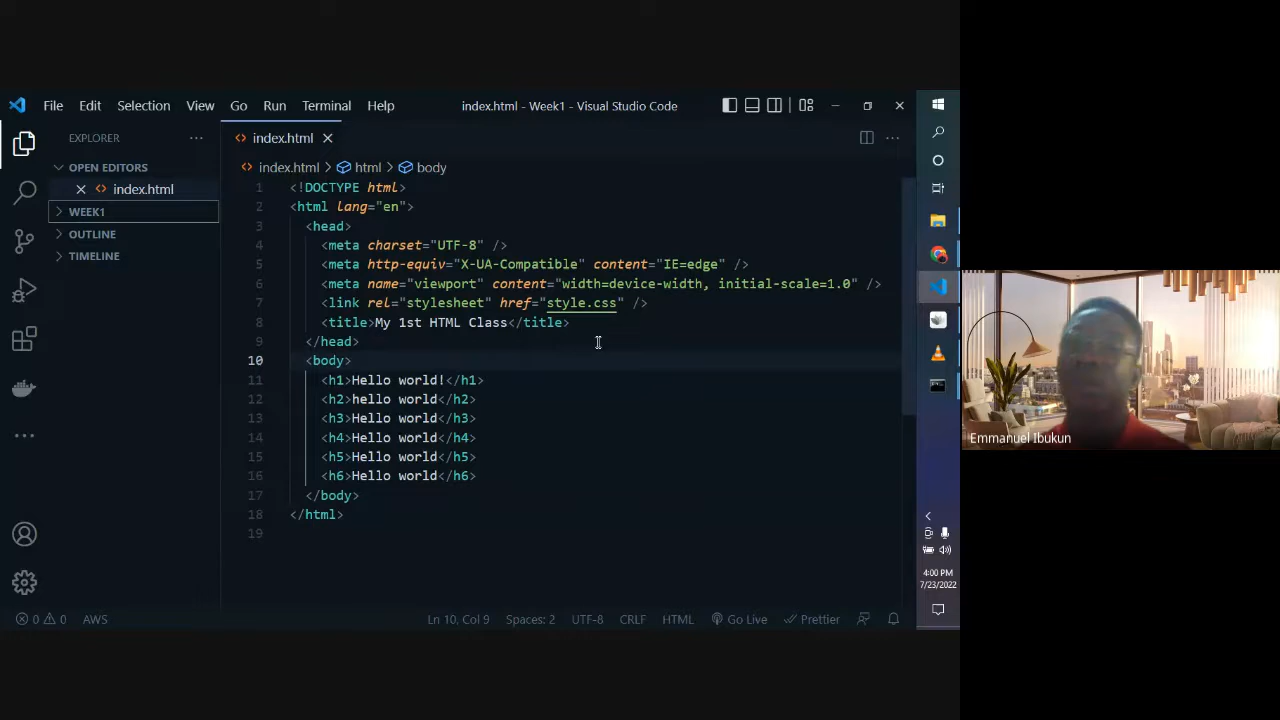 File Edit Selection View Go Run Terminal Help
index.html - Week1 - Visual Studio Code
EXPLORER
OPEN EDITORS
index.html
WEEK1
OUTLINE
TIMELINE
index.html
index.html > html > body
1 <!DOCTYPE html>
2 <html lang="en">
3 <head>
4 <meta charset="UTF-8" />
5 <meta http-equiv="X-UA-Compatible" content="IE=edge" />
6 <meta name="viewport" content="width=device-width, initial-scale=1.0" />
7 <link rel="stylesheet" href="style.css" />
8 <title>My 1st HTML Class</title>
9 </head>
10 <body>
11 <h1>Hello world!</h1>
12 <h2>hello world</h2>
13 <h3>Hello world</h3>
14 <h4>Hello world</h4>
15 <h5>Hello world</h5>
16 <h6>Hello world</h6>
17 </body>
18 </html>
19
0 0 AWS
Ln 10, Col 9 Spaces: 2 UTF-8 CRLF HTML Go Live Prettier
4:00 PM
7/23/2022
Emmanuel Ibukun